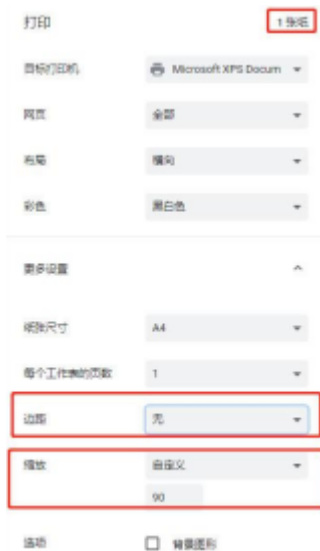 打印 1 张纸
目标打印机 Microsoft XPS Docum
网页 全部
布局 横向
彩色 黑白色
更多设置
纸张尺寸 A4
每个工作表的页数 1
边距 无
缩放 自定义
90
选项 背景图形